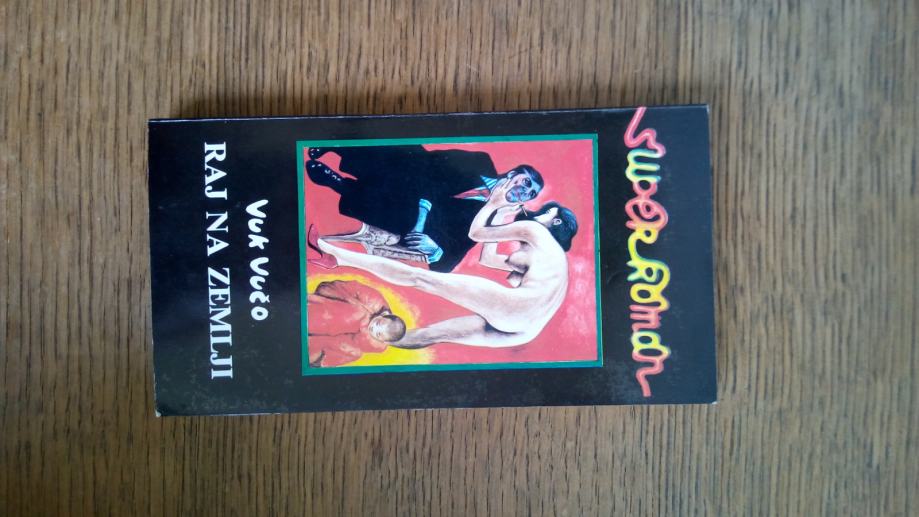 superroman
Vuk Vučo
RAJ NA ZEMLJI